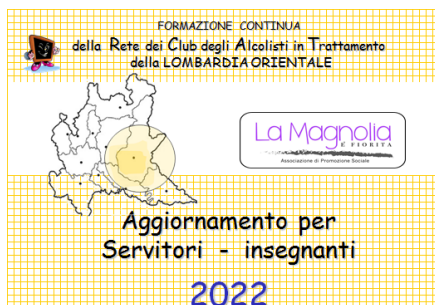 FORMAZIONE CONTINUA
della Rete dei Club degli Alcolisti in Trattamento
della LOMBARDIA ORIENTALE
La Magnolia
È FIORITA
Associazione di Promozione Sociale
Aggiornamento per
Servitori - insegnanti
2022